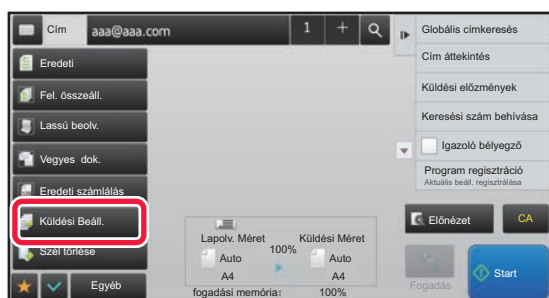 Cím
aaa@aaa.com
1
+
Eredeti
Fel. összeáll.
Lassú beolv.
Vegyes dok.
Eredeti számlálás
Küldési Beáll.
Szél törlése
Egyéb
Lapolv. Méret
100%
Küldési Méret
Auto
Auto
A4
A4
fogadási memória: 100%
Globális címkeresés
Cím áttekintés
Küldési előzmények
Keresési szám behívása
Igazoló bélyegző
Program regisztráció
Aktuális beáll. regisztrálása
Előnézet
CA
Fogadás
Start